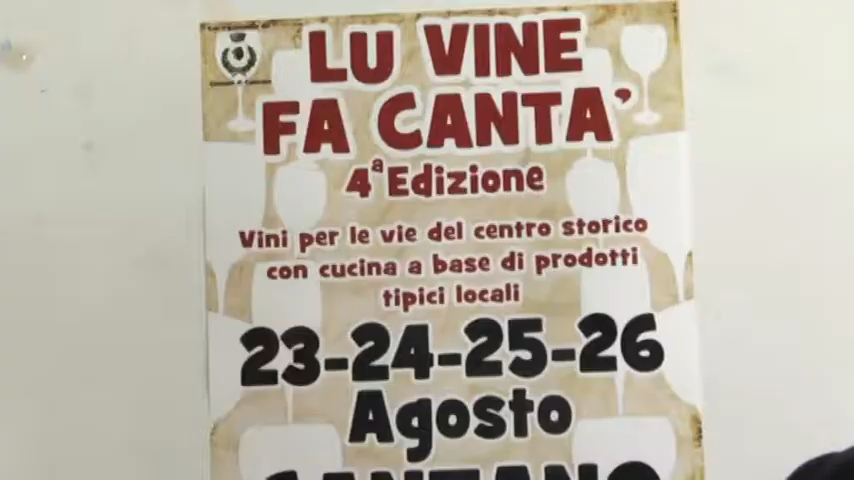 LU VINE
FA CANTA'
4ª Edizione
Vini per le vie del centro storico
con cucina a base di prodotti
tipici locali
23-24-25-26
Agosto